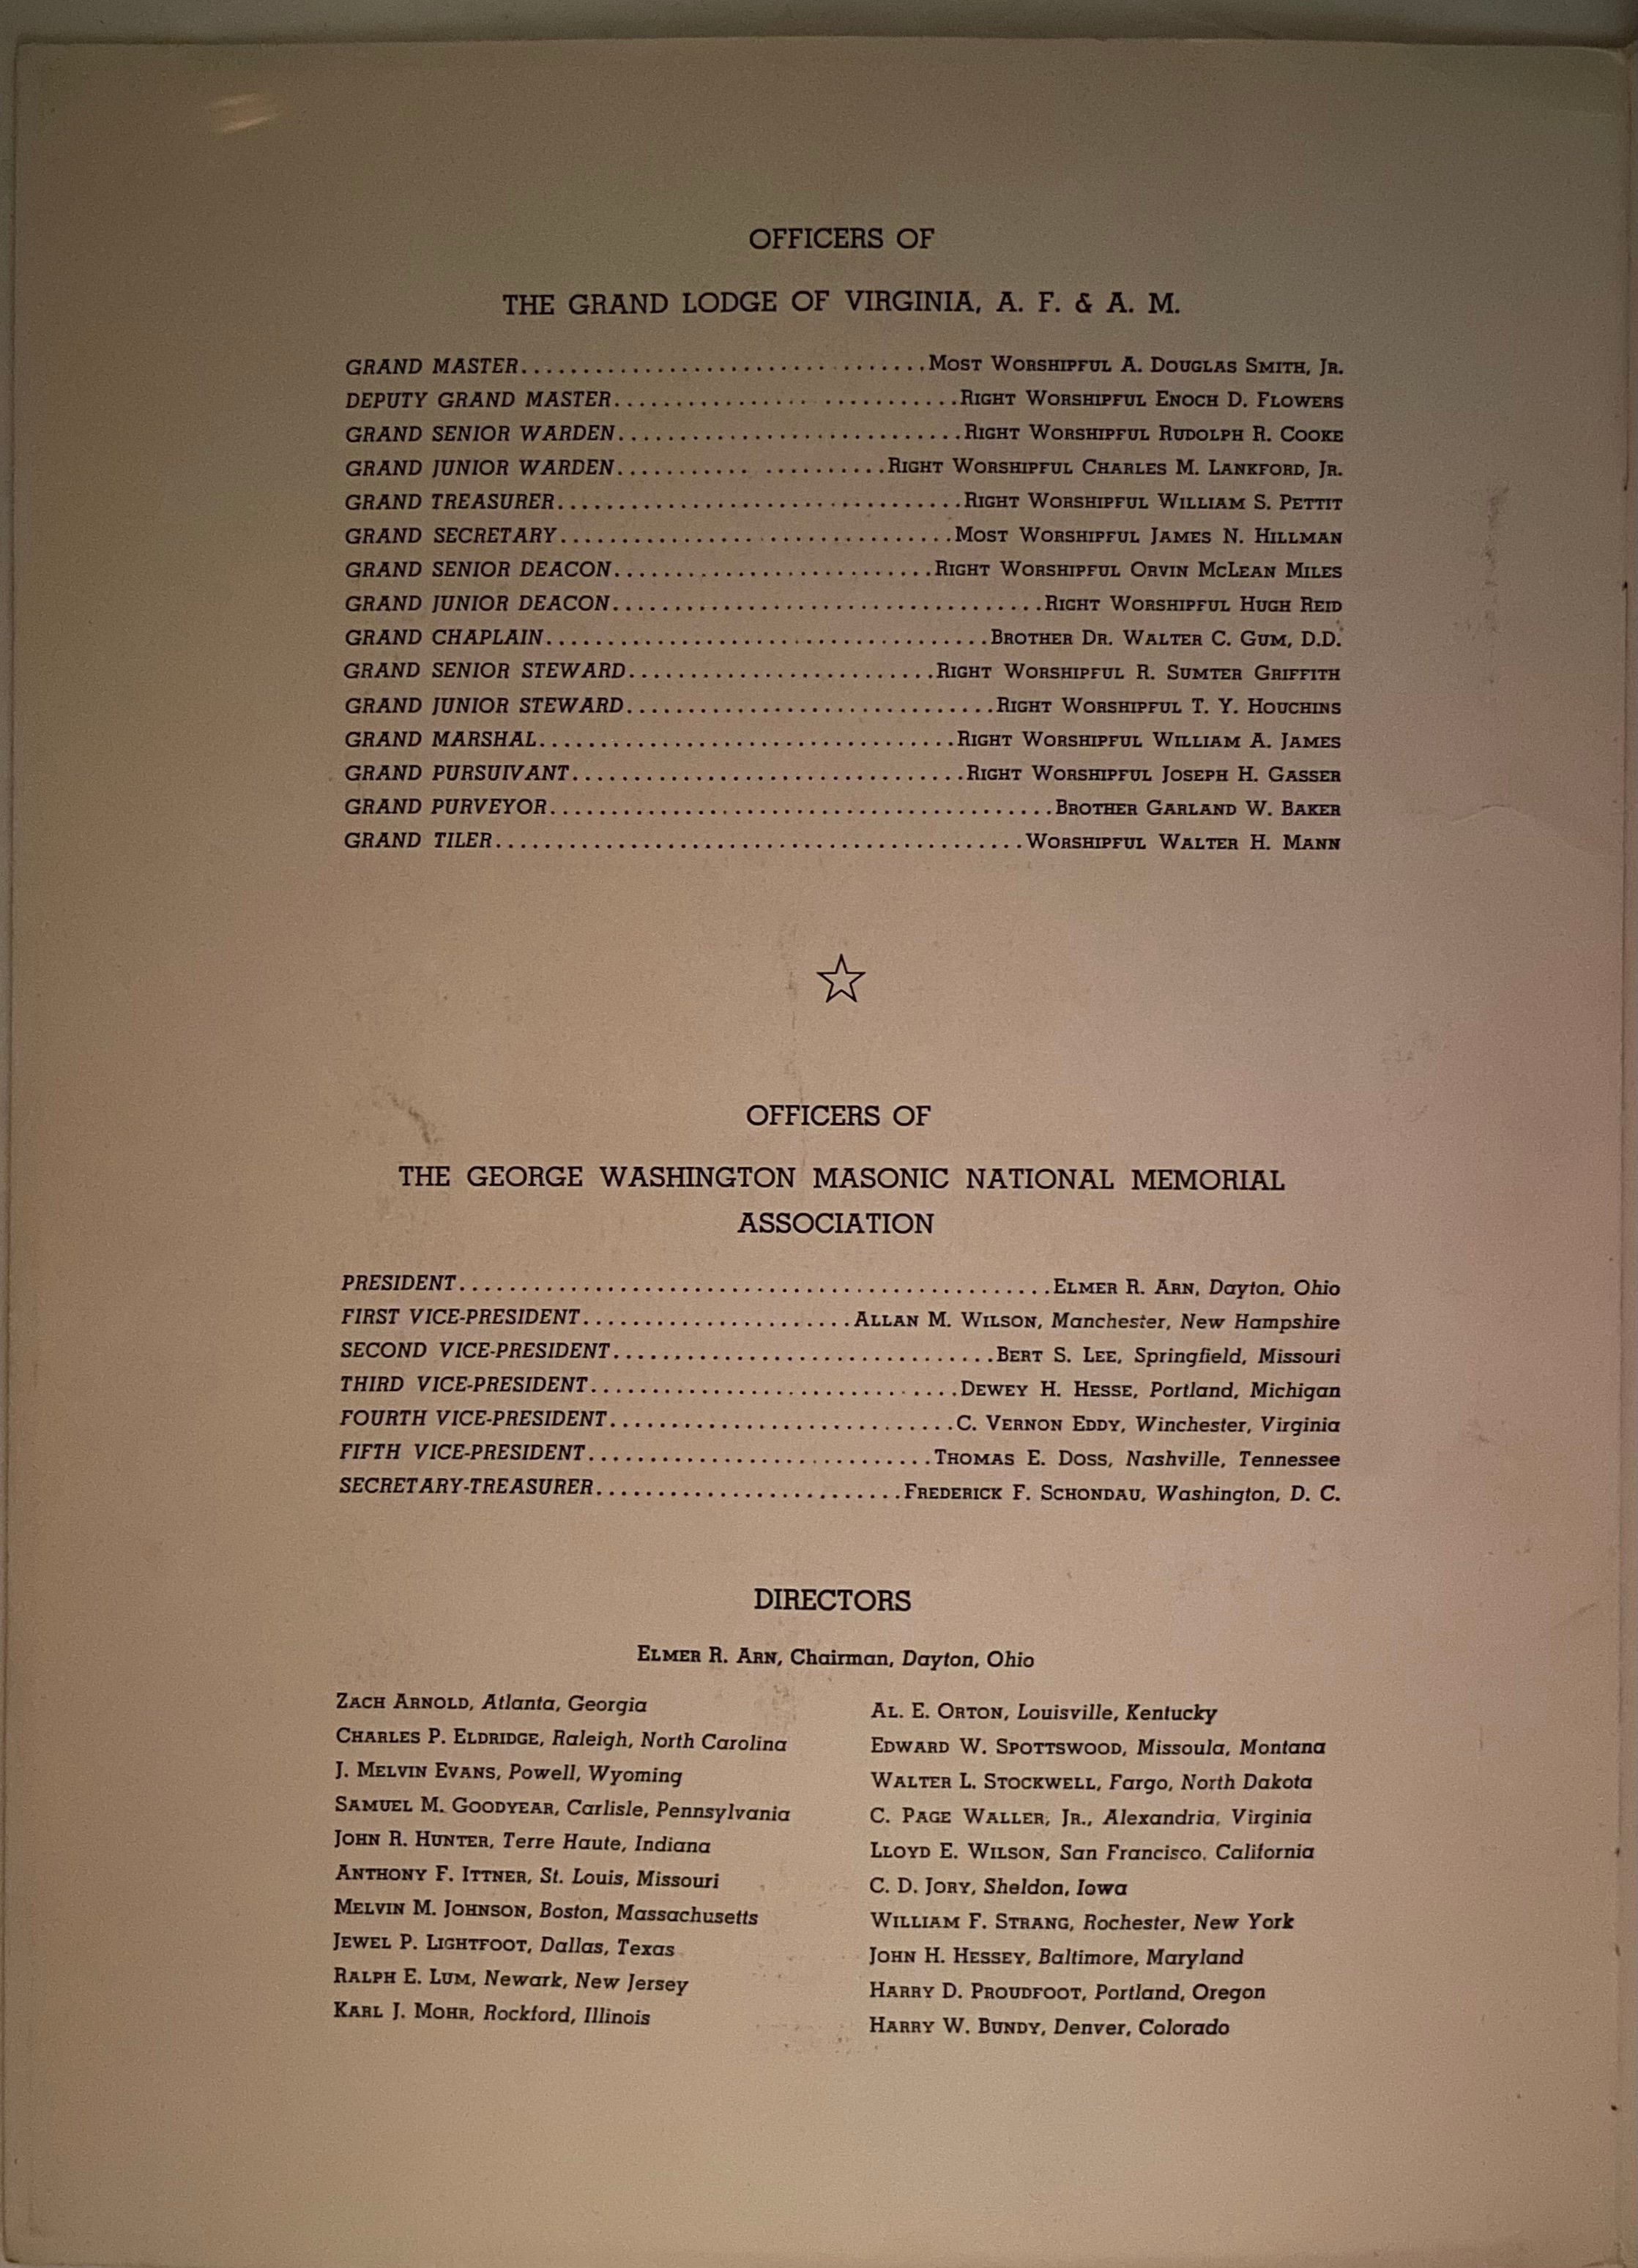 OFFICERS OF
THE GRAND LODGE OF VIRGINIA, A. F. & A. M.
GRAND MASTER..................................MOST WORSHIPFUL A. DOUGLAS SMITH, JR.
DEPUTY GRAND MASTER.............................RIGHT WORSHIPFUL ENOCH D. FLOWERS
GRAND SENIOR WARDEN.............................RIGHT WORSHIPFUL RUDOLPH R. COOKE
GRAND JUNIOR WARDEN......................RIGHT WORSHIPFUL CHARLES M. LANKFORD, JR.
GRAND TREASURER..................................RIGHT WORSHIPFUL WILLIAM S. PETTIT
GRAND SECRETARY.................................MOST WORSHIPFUL JAMES N. HILLMAN
GRAND SENIOR DEACON...........................RIGHT WORSHIPFUL ORVIN MCLEAN MILES
GRAND JUNIOR DEACON....................................RIGHT WORSHIPFUL HUGH REID
GRAND CHAPLAIN.....................................BROTHER DR. WALTER C. GUM, D.D.
GRAND SENIOR STEWARD..........................RIGHT WORSHIPFUL R. SUMTER GRIFFITH
GRAND JUNIOR STEWARD...............................RIGHT WORSHIPFUL T. Y. HOUCHINS
GRAND MARSHAL...................................RIGHT WORSHIPFUL WILLIAM A. JAMES
GRAND PURSUIVANT.................................RIGHT WORSHIPFUL JOSEPH H. GASSER
GRAND PURVEYOR..........................................BROTHER GARLAND W. BAKER
GRAND TILER............................................WORSHIPFUL WALTER H. MANN
☆
OFFICERS OF
THE GEORGE WASHINGTON MASONIC NATIONAL MEMORIAL
ASSOCIATION
PRESIDENT.................................................ELMER R. ARN, Dayton, Ohio
FIRST VICE-PRESIDENT......................ALLAN M. WILSON, Manchester, New Hampshire
SECOND VICE-PRESIDENT................................BERT S. LEE, Springfield, Missouri
THIRD VICE-PRESIDENT...............................DEWEY H. HESSE, Portland, Michigan
FOURTH VICE-PRESIDENT.............................C. VERNON EDDY, Winchester, Virginia
FIFTH VICE-PRESIDENT.............................THOMAS E. DOSS, Nashville, Tennessee
SECRETARY-TREASURER..........................FREDERICK F. SCHONDAU, Washington, D. C.
DIRECTORS
ELMER R. ARN, Chairman, Dayton, Ohio
ZACH ARNOLD, Atlanta, Georgia
CHARLES P. ELDRIDGE, Raleigh, North Carolina
J. MELVIN EVANS, Powell, Wyoming
SAMUEL M. GOODYEAR, Carlisle, Pennsylvania
JOHN R. HUNTER, Terre Haute, Indiana
ANTHONY F. ITTNER, St. Louis, Missouri
MELVIN M. JOHNSON, Boston, Massachusetts
JEWEL P. LIGHTFOOT, Dallas, Texas
RALPH E. LUM, Newark, New Jersey
KARL J. MOHR, Rockford, Illinois
AL. E. ORTON, Louisville, Kentucky
EDWARD W. SPOTTSWOOD, Missoula, Montana
WALTER L. STOCKWELL, Fargo, North Dakota
C. PAGE WALLER, JR., Alexandria, Virginia
LLOYD E. WILSON, San Francisco, California
C. D. JORY, Sheldon, Iowa
WILLIAM F. STRANG, Rochester, New York
JOHN H. HESSEY, Baltimore, Maryland
HARRY D. PROUDFOOT, Portland, Oregon
HARRY W. BUNDY, Denver, Colorado